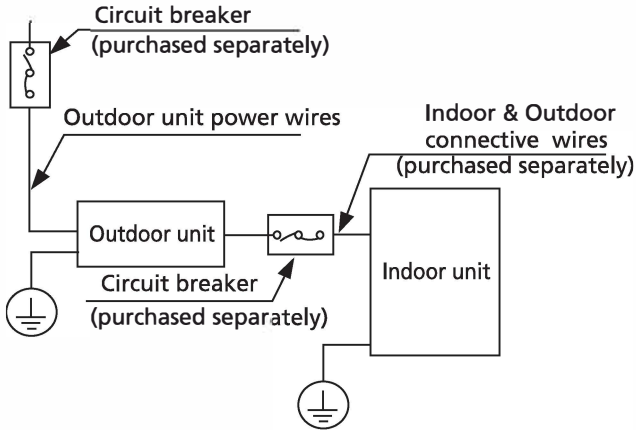 Circuit breaker
(purchased separately)
Outdoor unit power wires
Indoor & Outdoor
connective wires
(purchased separately)
Outdoor unit
Indoor unit
Circuit breaker
(purchased separately)